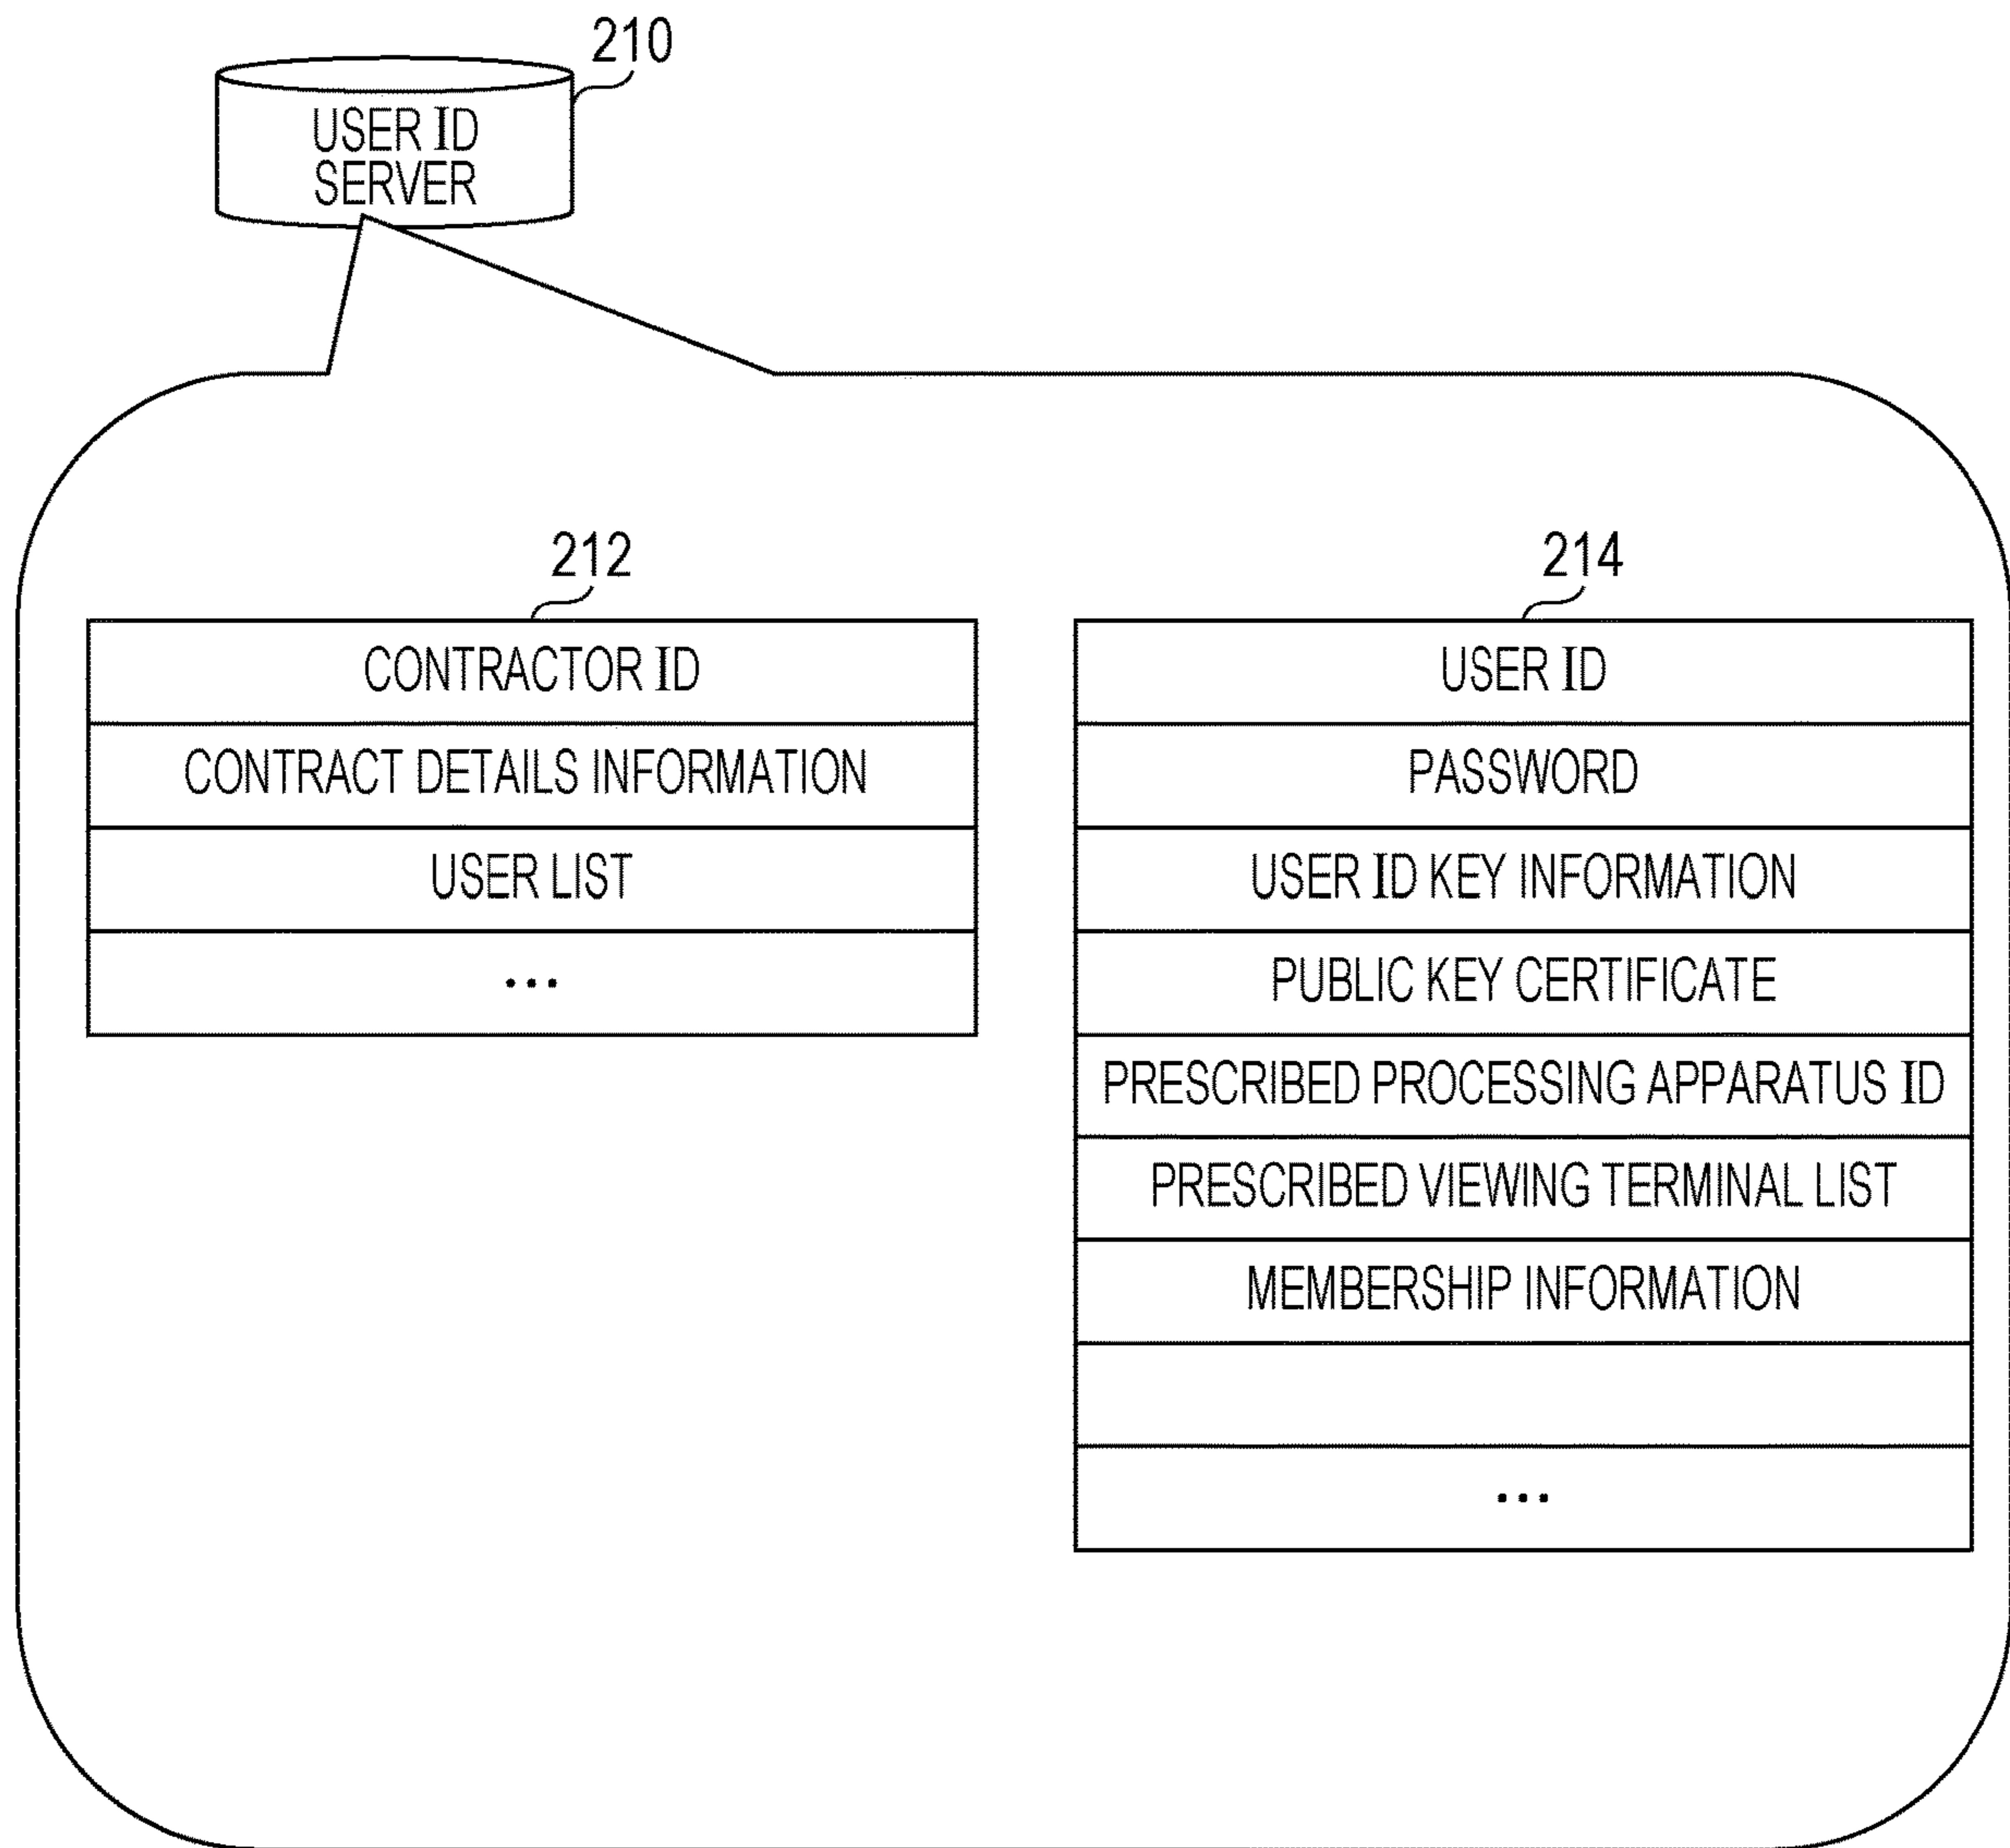 210
USER ID
SERVER
212
CONTRACTOR ID
CONTRACT DETAILS INFORMATION
USER LIST
...
214
USER ID
PASSWORD
USER ID KEY INFORMATION
PUBLIC KEY CERTIFICATE
PRESCRIBED PROCESSING APPARATUS ID
PRESCRIBED VIEWING TERMINAL LIST
MEMBERSHIP INFORMATION
...